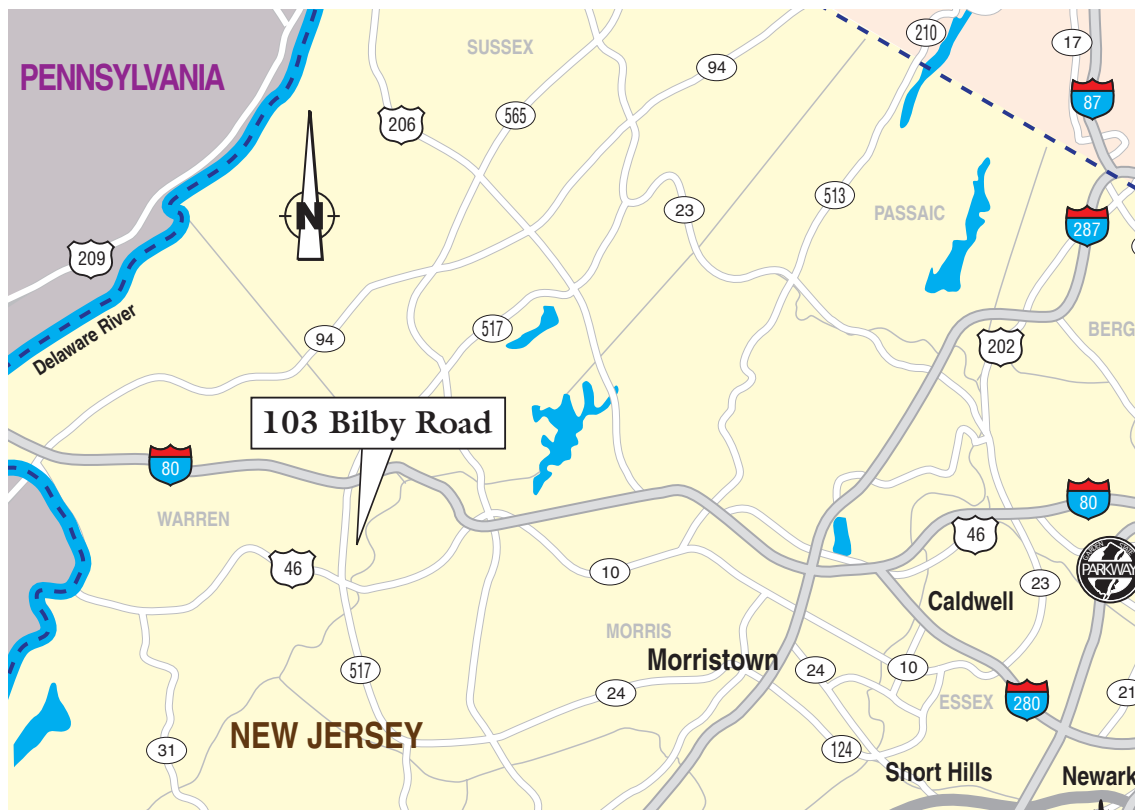 SUSSEX
210
17
94
PENNSYLVANIA
87
565
206
513
23
PASSAIC
N
287
209
517
BERG
94
202
Delaware River
103 Bilby Road
80
80
WARREN
46
46
10
GARDEN STATE
PARKWAY
23
Caldwell
MORRIS
Morristown
517
24
10
24
ESSEX
280
21
NEW JERSEY
31
124
Short Hills
Newark